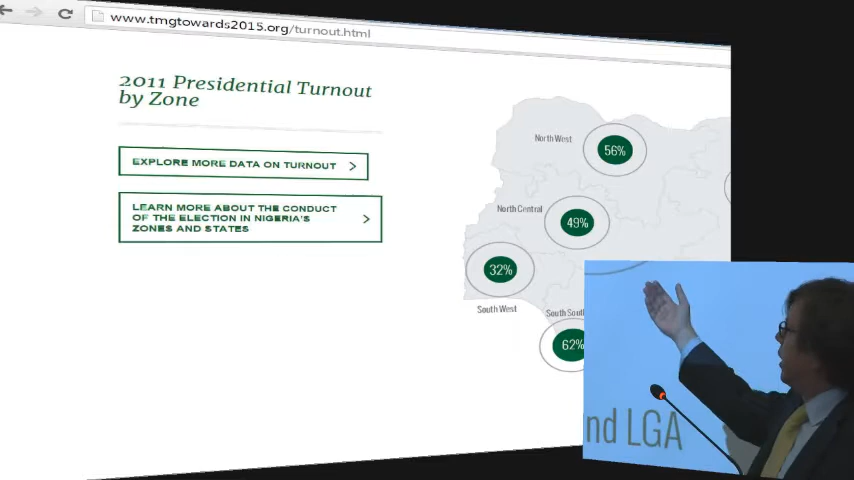 www.tmgtowards2015.org/turnout.html
2011 Presidential Turnout
by Zone
EXPLORE MORE DATA ON TURNOUT
LEARN MORE ABOUT THE CONDUCT
OF THE ELECTION IN NIGERIA'S
ZONES AND STATES
North West
56%
North Central
49%
32%
South West
South Sout
62%
nd LGA